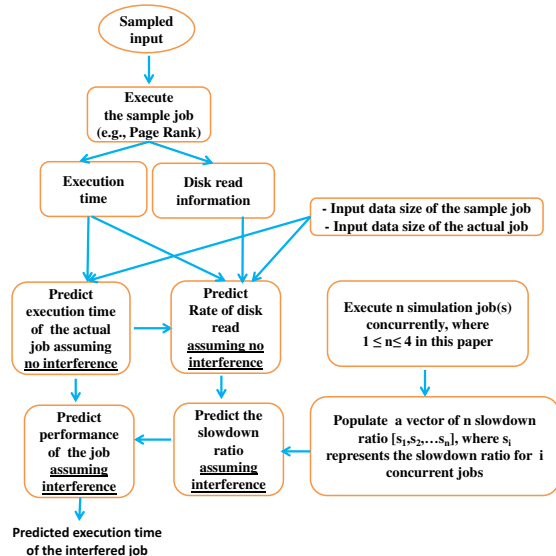 Sampled
input
Execute
the sample job
(e.g., Page Rank)
Execution
time
Disk read
information
- Input data size of the sample job
- Input data size of the actual job
Predict
execution time
of the actual
job assuming
no interference
Predict
Rate of disk
read
assuming no
interference
Execute n simulation job(s)
concurrently, where
1 ≤ n≤ 4 in this paper
Predict
performance
of the job
assuming
interference
Predict the
slowdown
ratio
assuming
interference
Populate a vector of n slowdown
ratio [s1,s2,…sn], where si
represents the slowdown ratio for i
concurrent jobs
Predicted execution time
of the interfered job